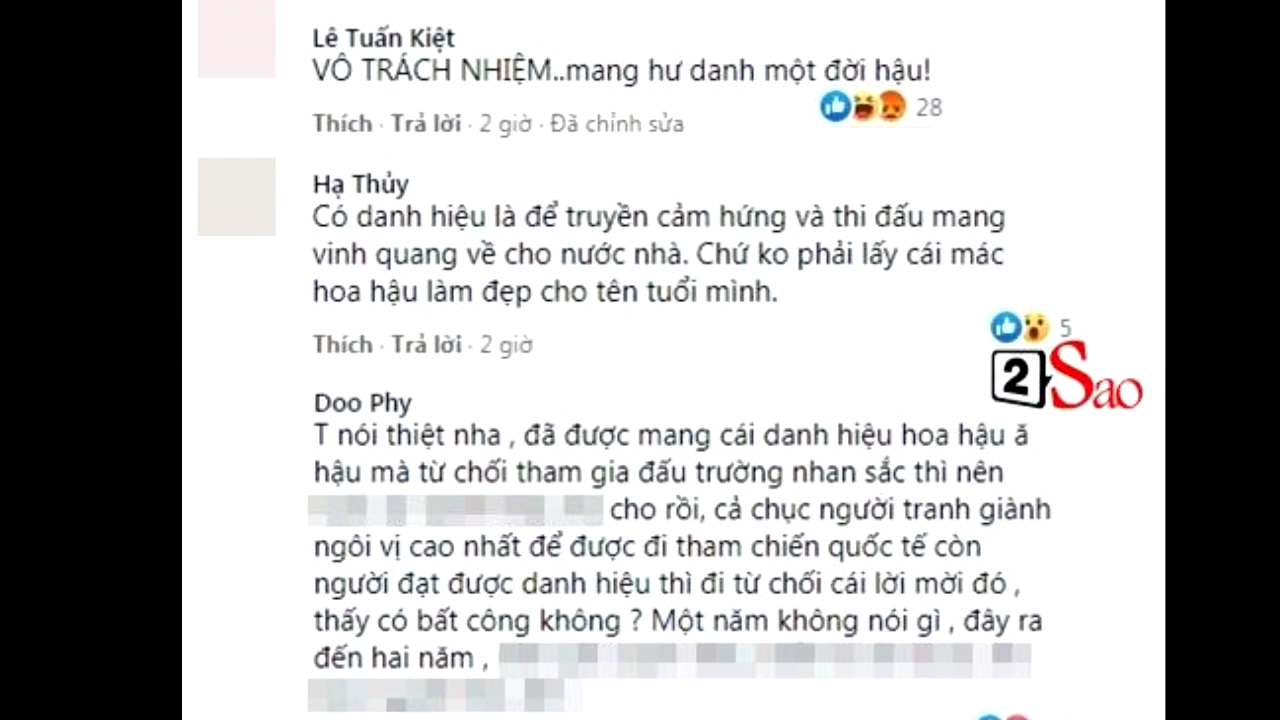 Lê Tuấn Kiệt
VÔ TRÁCH NHIỆM..mang hư danh một đời hậu!
28
Thích · Trả lời · 2 giờ · Đã chỉnh sửa
Hạ Thủy
Có danh hiệu là để truyền cảm hứng và thi đấu mang
vinh quang về cho nước nhà. Chứ ko phải lấy cái mác
hoa hậu làm đẹp cho tên tuổi mình.
5
Thích · Trả lời · 2 giờ
2Sao
Doo Phy
T nói thiệt nha , đã được mang cái danh hiệu hoa hậu ă
hậu mà từ chối tham gia đấu trường nhan sắc thì nên
cho rồi, cả chục người tranh giành
ngôi vị cao nhất để được đi tham chiến quốc tế còn
người đạt được danh hiệu thì đi từ chối cái lời mời đó ,
thấy có bất công không ? Một năm không nói gì , đây ra
đến hai năm ,